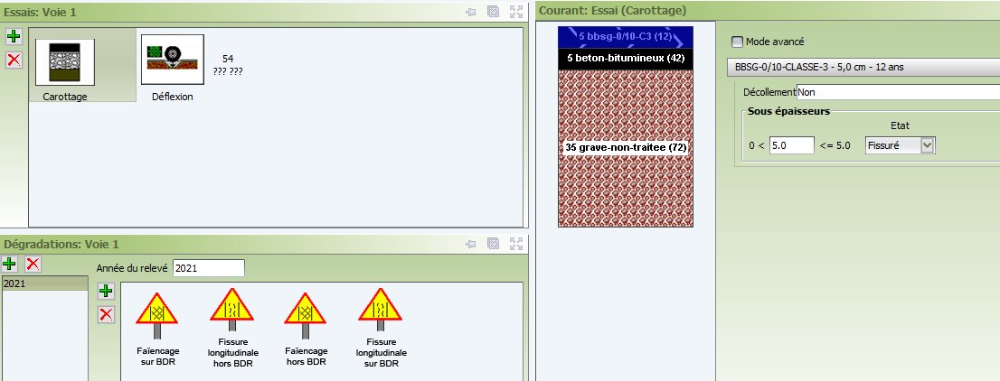 Essais: Voie 1
Carottage
Déflexion
54
??? ???
Dégradations: Voie 1
2021
Année du relevé 2021
Faïencage
sur BDR
Fissure
longitudinale
hors BDR
Faïencage
hors BDR
Fissure
longitudinale
sur BDR
Courant: Essai (Carottage)
5 bbsg-0/10-C3 (12)
5 beton-bitumineux (42)
35 grave-non-traitee (72)
Mode avancé
BBSG-0/10-CLASSE-3 - 5,0 cm - 12 ans
Décollement Non
Sous épaisseurs
Etat
0 < 5.0 <= 5.0 Fissuré